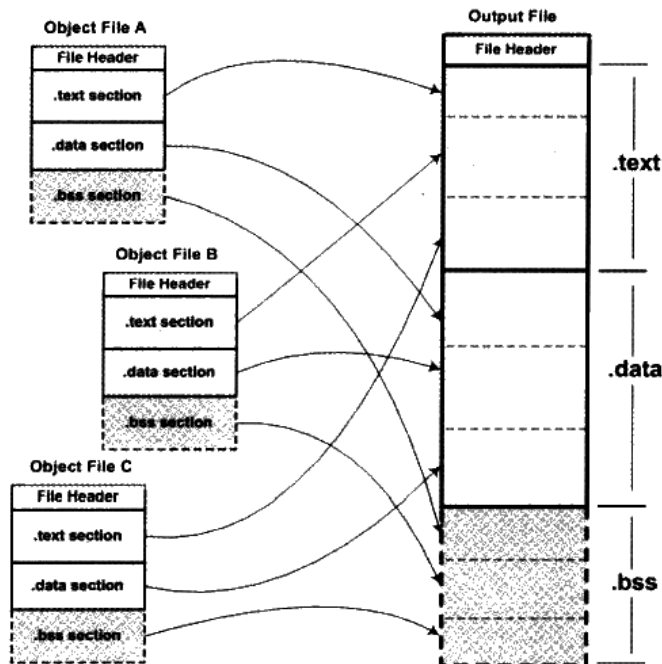 Object File A
File Header
.text section
.data section
.bss section
Object File B
File Header
.text section
.data section
.bss section
Object File C
File Header
.text section
.data section
.bss section
Output File
File Header
.text
.data
.bss